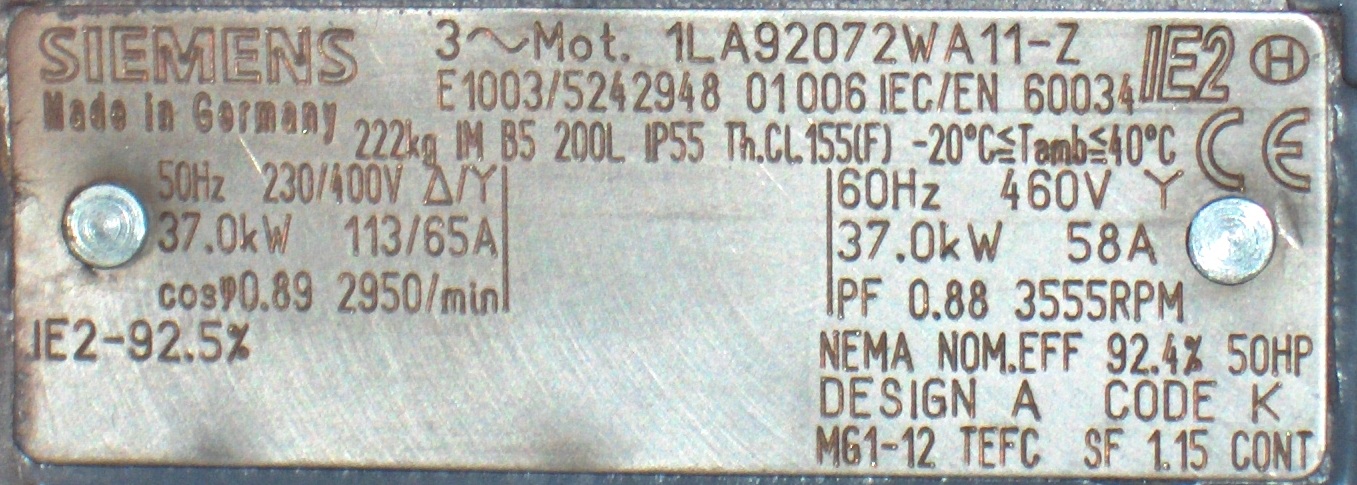 SIEMENS 3~Mot. 1LA92072WA11-Z IE2 H
E1003/5242948 01006 IEC/EN 60034
Made in Germany 222kg IM B5 200L IP55 Th.Cl.155(F) -20°C≤Tamb≤40°C CE
50Hz 230/400V Δ/Y 60Hz 460V Y
37.0kW 113/65A 37.0kW 58A
cosφ0.89 2950/min PF 0.88 3555RPM
IE2-92.5% NEMA NOM.EFF 92.4% 50HP
DESIGN A CODE K
MG1-12 TEFC SF 1.15 CONT